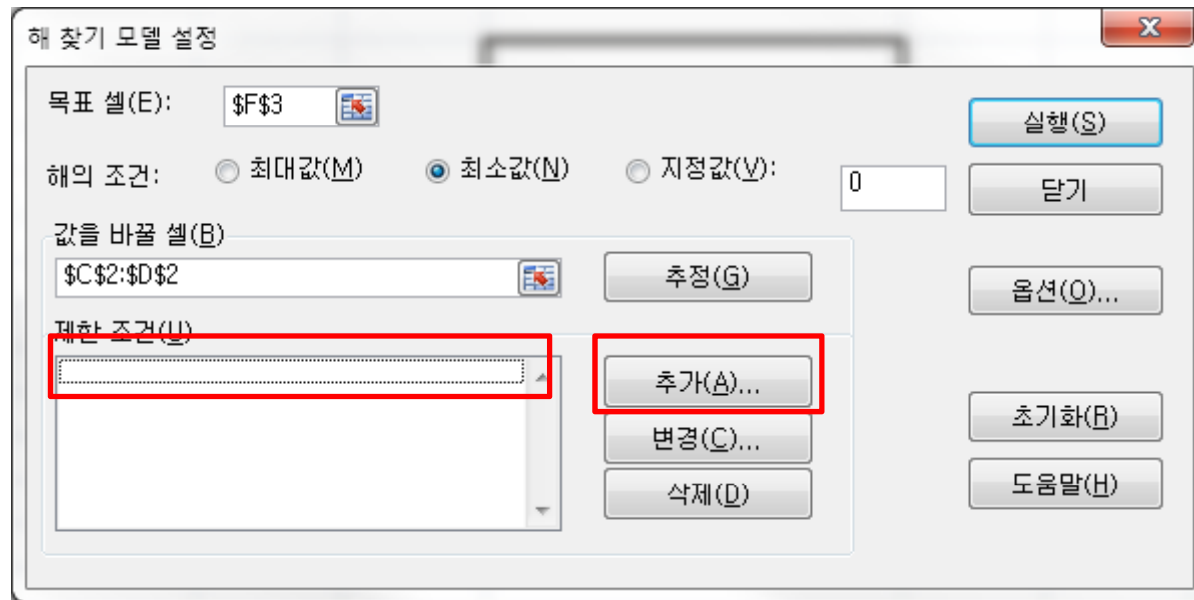 해 찾기 모델 설정
목표 셀(E): $F$3
실행(S)
해의 조건: 최대값(M) 최소값(N) 지정값(V): 0
닫기
값을 바꿀 셀(B)
$C$2:$D$2 추정(G)
옵션(O)...
제한 조건(U)
추가(A)...
변경(C)...
초기화(R)
삭제(D)
도움말(H)